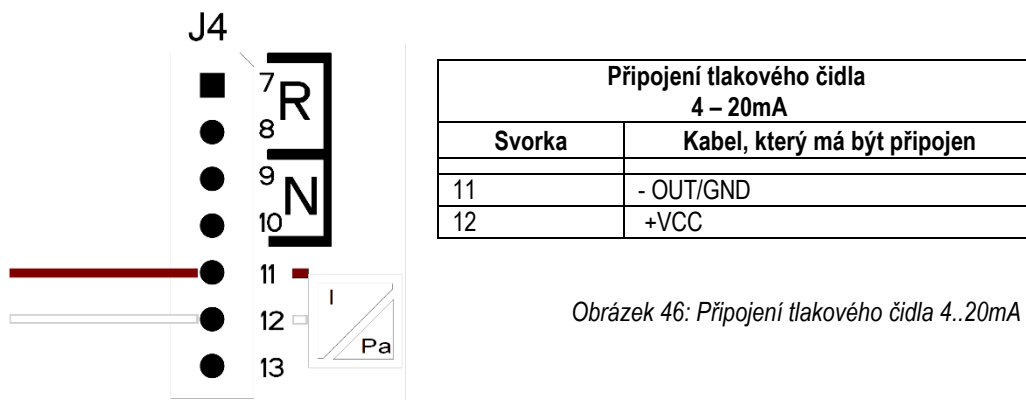 J4
7
R
8
9
N
10
11
12
13
I
Pa
Připojení tlakového čidla
4 – 20mA
Svorka Kabel, který má být připojen
11 - OUT/GND
12 +VCC
Obrázek 46: Připojení tlakového čidla 4..20mA